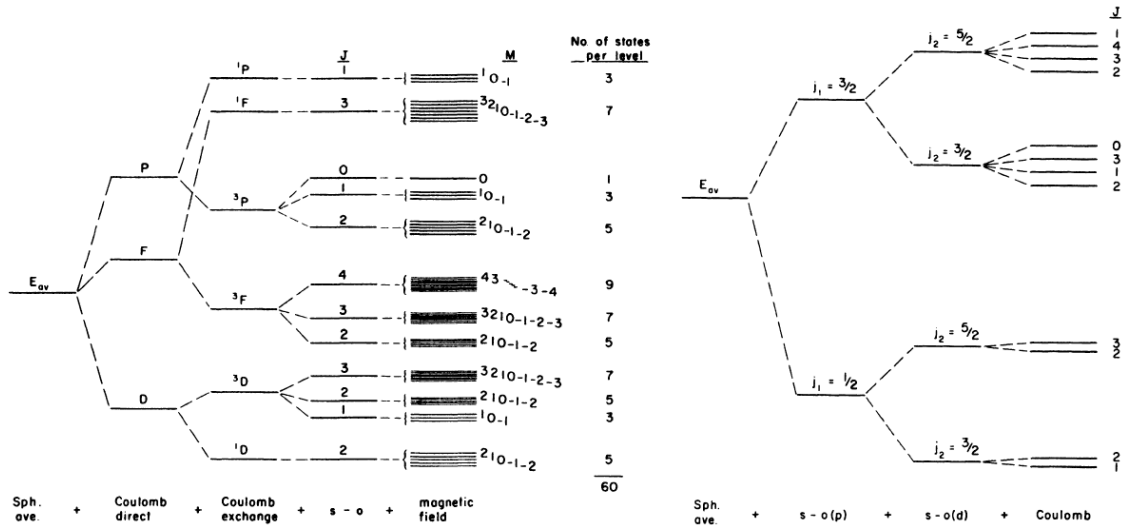 No. of states
per level
J
M
¹P
1
1 0 -1
3
¹F
3
3 2 1 0 -1 -2 -3
7
P
0
0
1
³P
1
1 0 -1
3
2
2 1 0 -1 -2
5
F
E_av
4
4 3 -3 -4
9
³F
3
3 2 1 0 -1 -2 -3
7
2
2 1 0 -1 -2
5
³D
3
3 2 1 0 -1 -2 -3
7
D
2
2 1 0 -1 -2
5
1
1 0 -1
3
¹D
2
2 1 0 -1 -2
5
60
Sph. ave. + Coulomb direct + Coulomb exchange + s - o + magnetic field
J
j₂ = 5/2
1
4
3
2
j₁ = 3/2
j₂ = 3/2
0
3
1
2
E_av
j₂ = 5/2
3
2
j₁ = 1/2
j₂ = 3/2
2
1
Sph. ave. + s-o(p) + s-o(d) + Coulomb